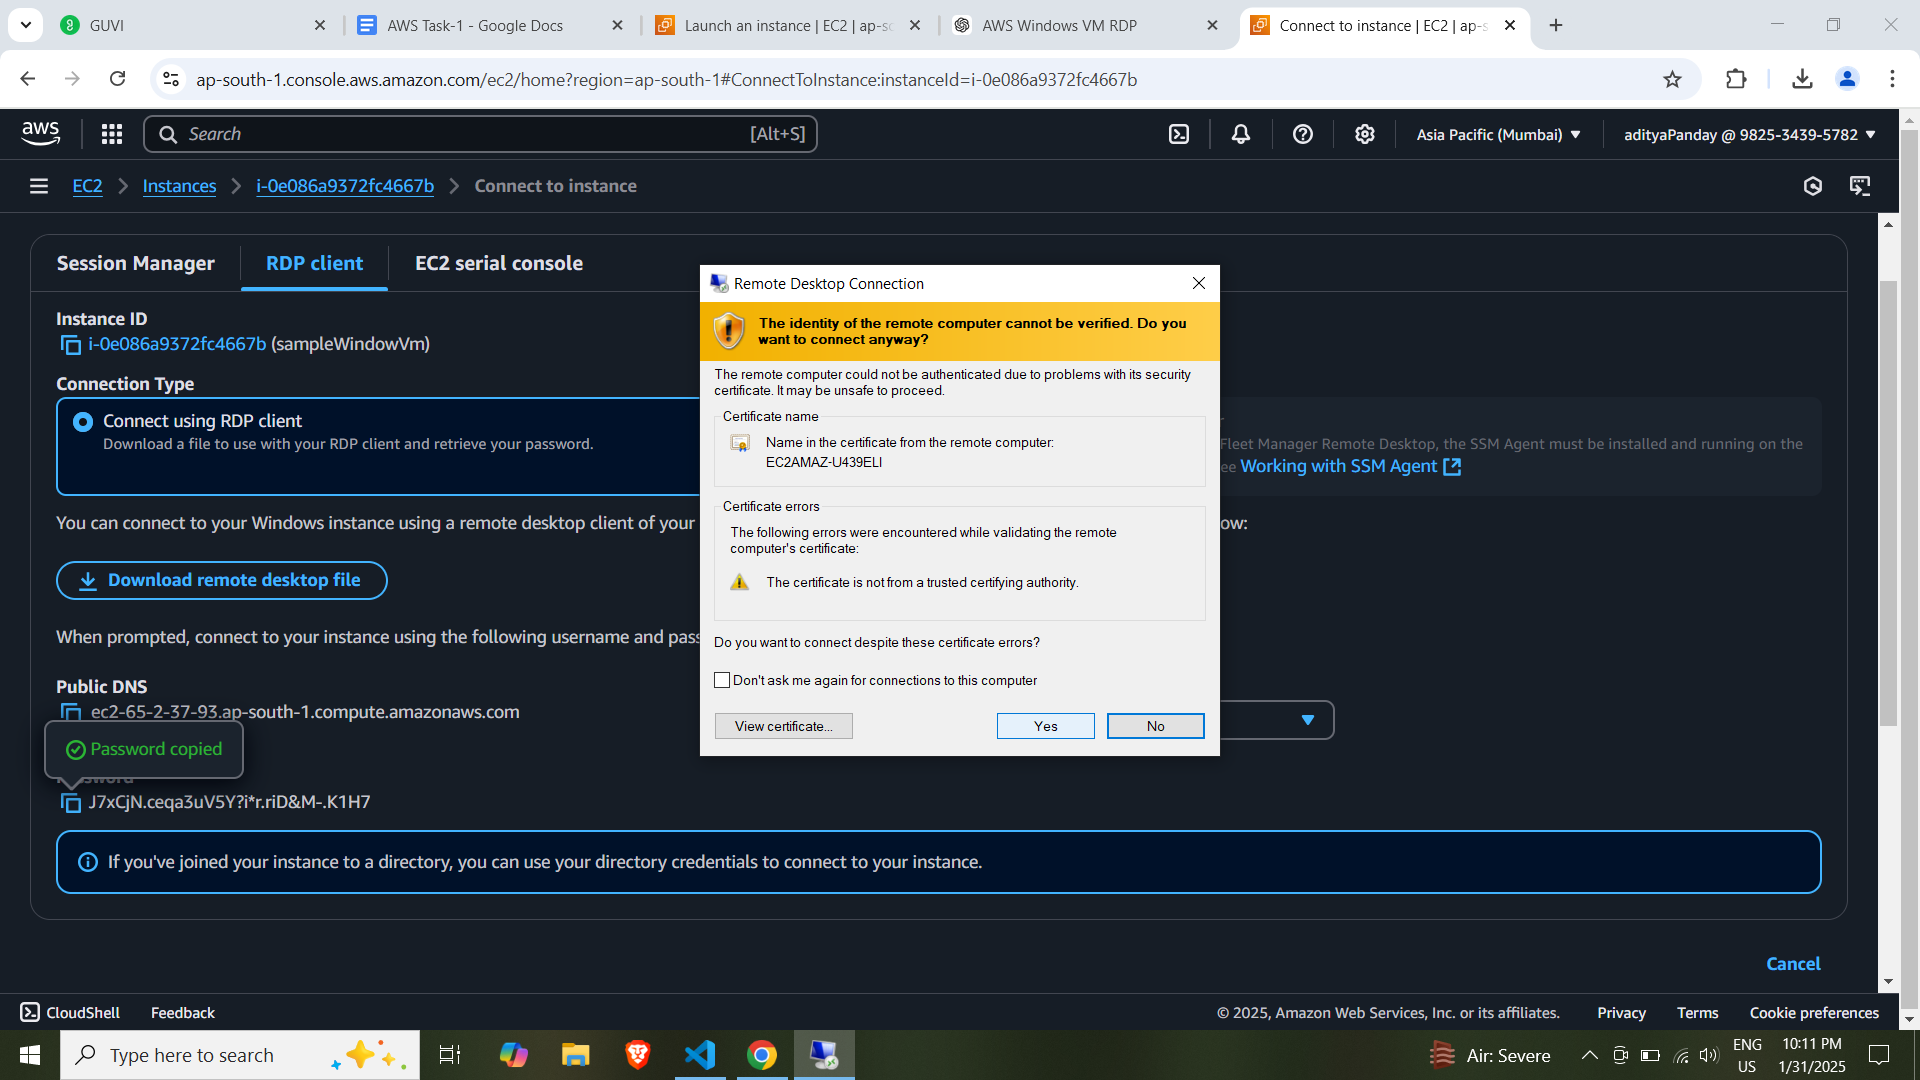 GUVI
AWS Task-1 - Google Docs
Launch an instance | EC2 | ap-so
AWS Windows VM RDP
Connect to instance | EC2 | ap-s
ap-south-1.console.aws.amazon.com/ec2/home?region=ap-south-1#ConnectToInstance:instanceId=i-0e086a9372fc4667b
aws
Search
[Alt+S]
Asia Pacific (Mumbai)
adityaPanday @ 9825-3439-5782
EC2
Instances
i-0e086a9372fc4667b
Connect to instance
Session Manager
RDP client
EC2 serial console
Instance ID
i-0e086a9372fc4667b (sampleWindowVm)
Connection Type
Connect using RDP client
Download a file to use with your RDP client and retrieve your password.
Fleet Manager Remote Desktop, the SSM Agent must be installed and running on the
ee Working with SSM Agent
You can connect to your Windows instance using a remote desktop client of your
ow:
Download remote desktop file
When prompted, connect to your instance using the following username and pass
Public DNS
ec2-65-2-37-93.ap-south-1.compute.amazonaws.com
Password copied
Password
J7xCjN.ceqa3uV5Y?i*r.riD&M-.K1H7
If you've joined your instance to a directory, you can use your directory credentials to connect to your instance.
Cancel
Remote Desktop Connection
The identity of the remote computer cannot be verified. Do you
want to connect anyway?
The remote computer could not be authenticated due to problems with its security
certificate. It may be unsafe to proceed.
Certificate name
Name in the certificate from the remote computer:
EC2AMAZ-U439ELI
Certificate errors
The following errors were encountered while validating the remote
computer's certificate:
The certificate is not from a trusted certifying authority.
Do you want to connect despite these certificate errors?
Don't ask me again for connections to this computer
View certificate...
Yes
No
CloudShell
Feedback
© 2025, Amazon Web Services, Inc. or its affiliates.
Privacy
Terms
Cookie preferences
Type here to search
Air: Severe
ENG
US
10:11 PM
1/31/2025